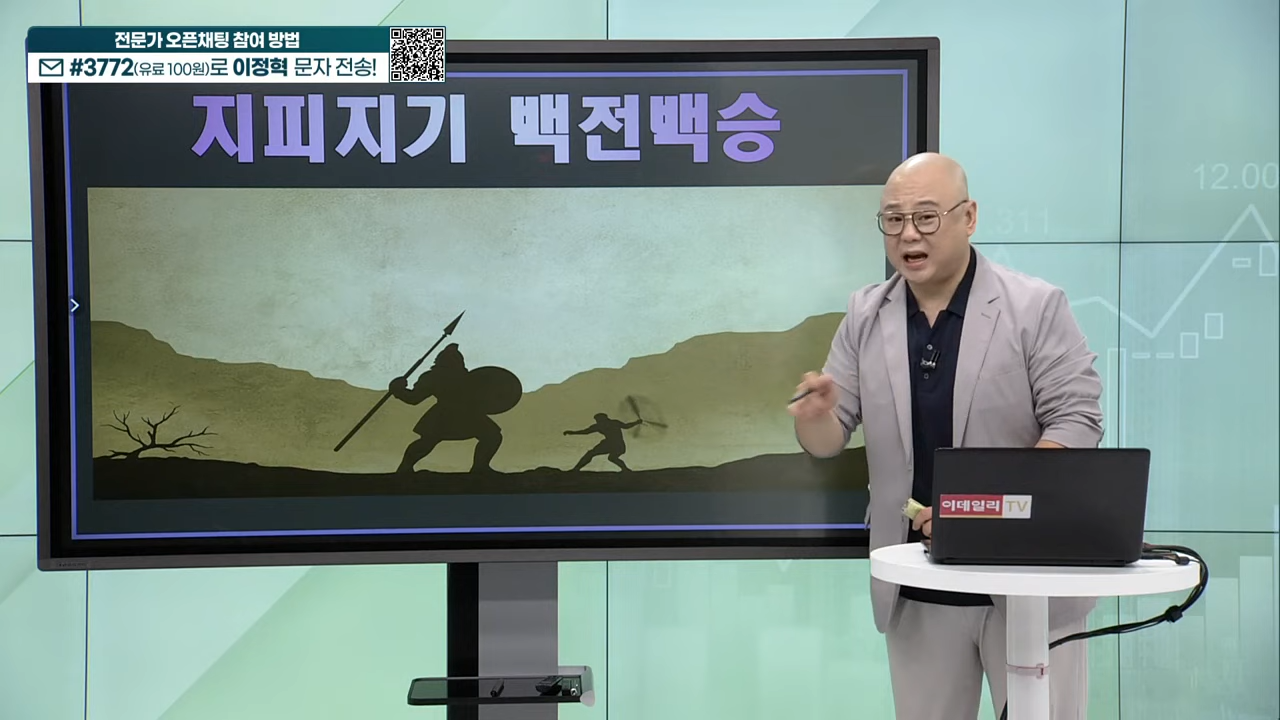 전문가 오픈채팅 참여 방법
#3772(유료 100원)로 이정혁 문자 전송!
지피지기 백전백승
12.00
311
이데일리 TV